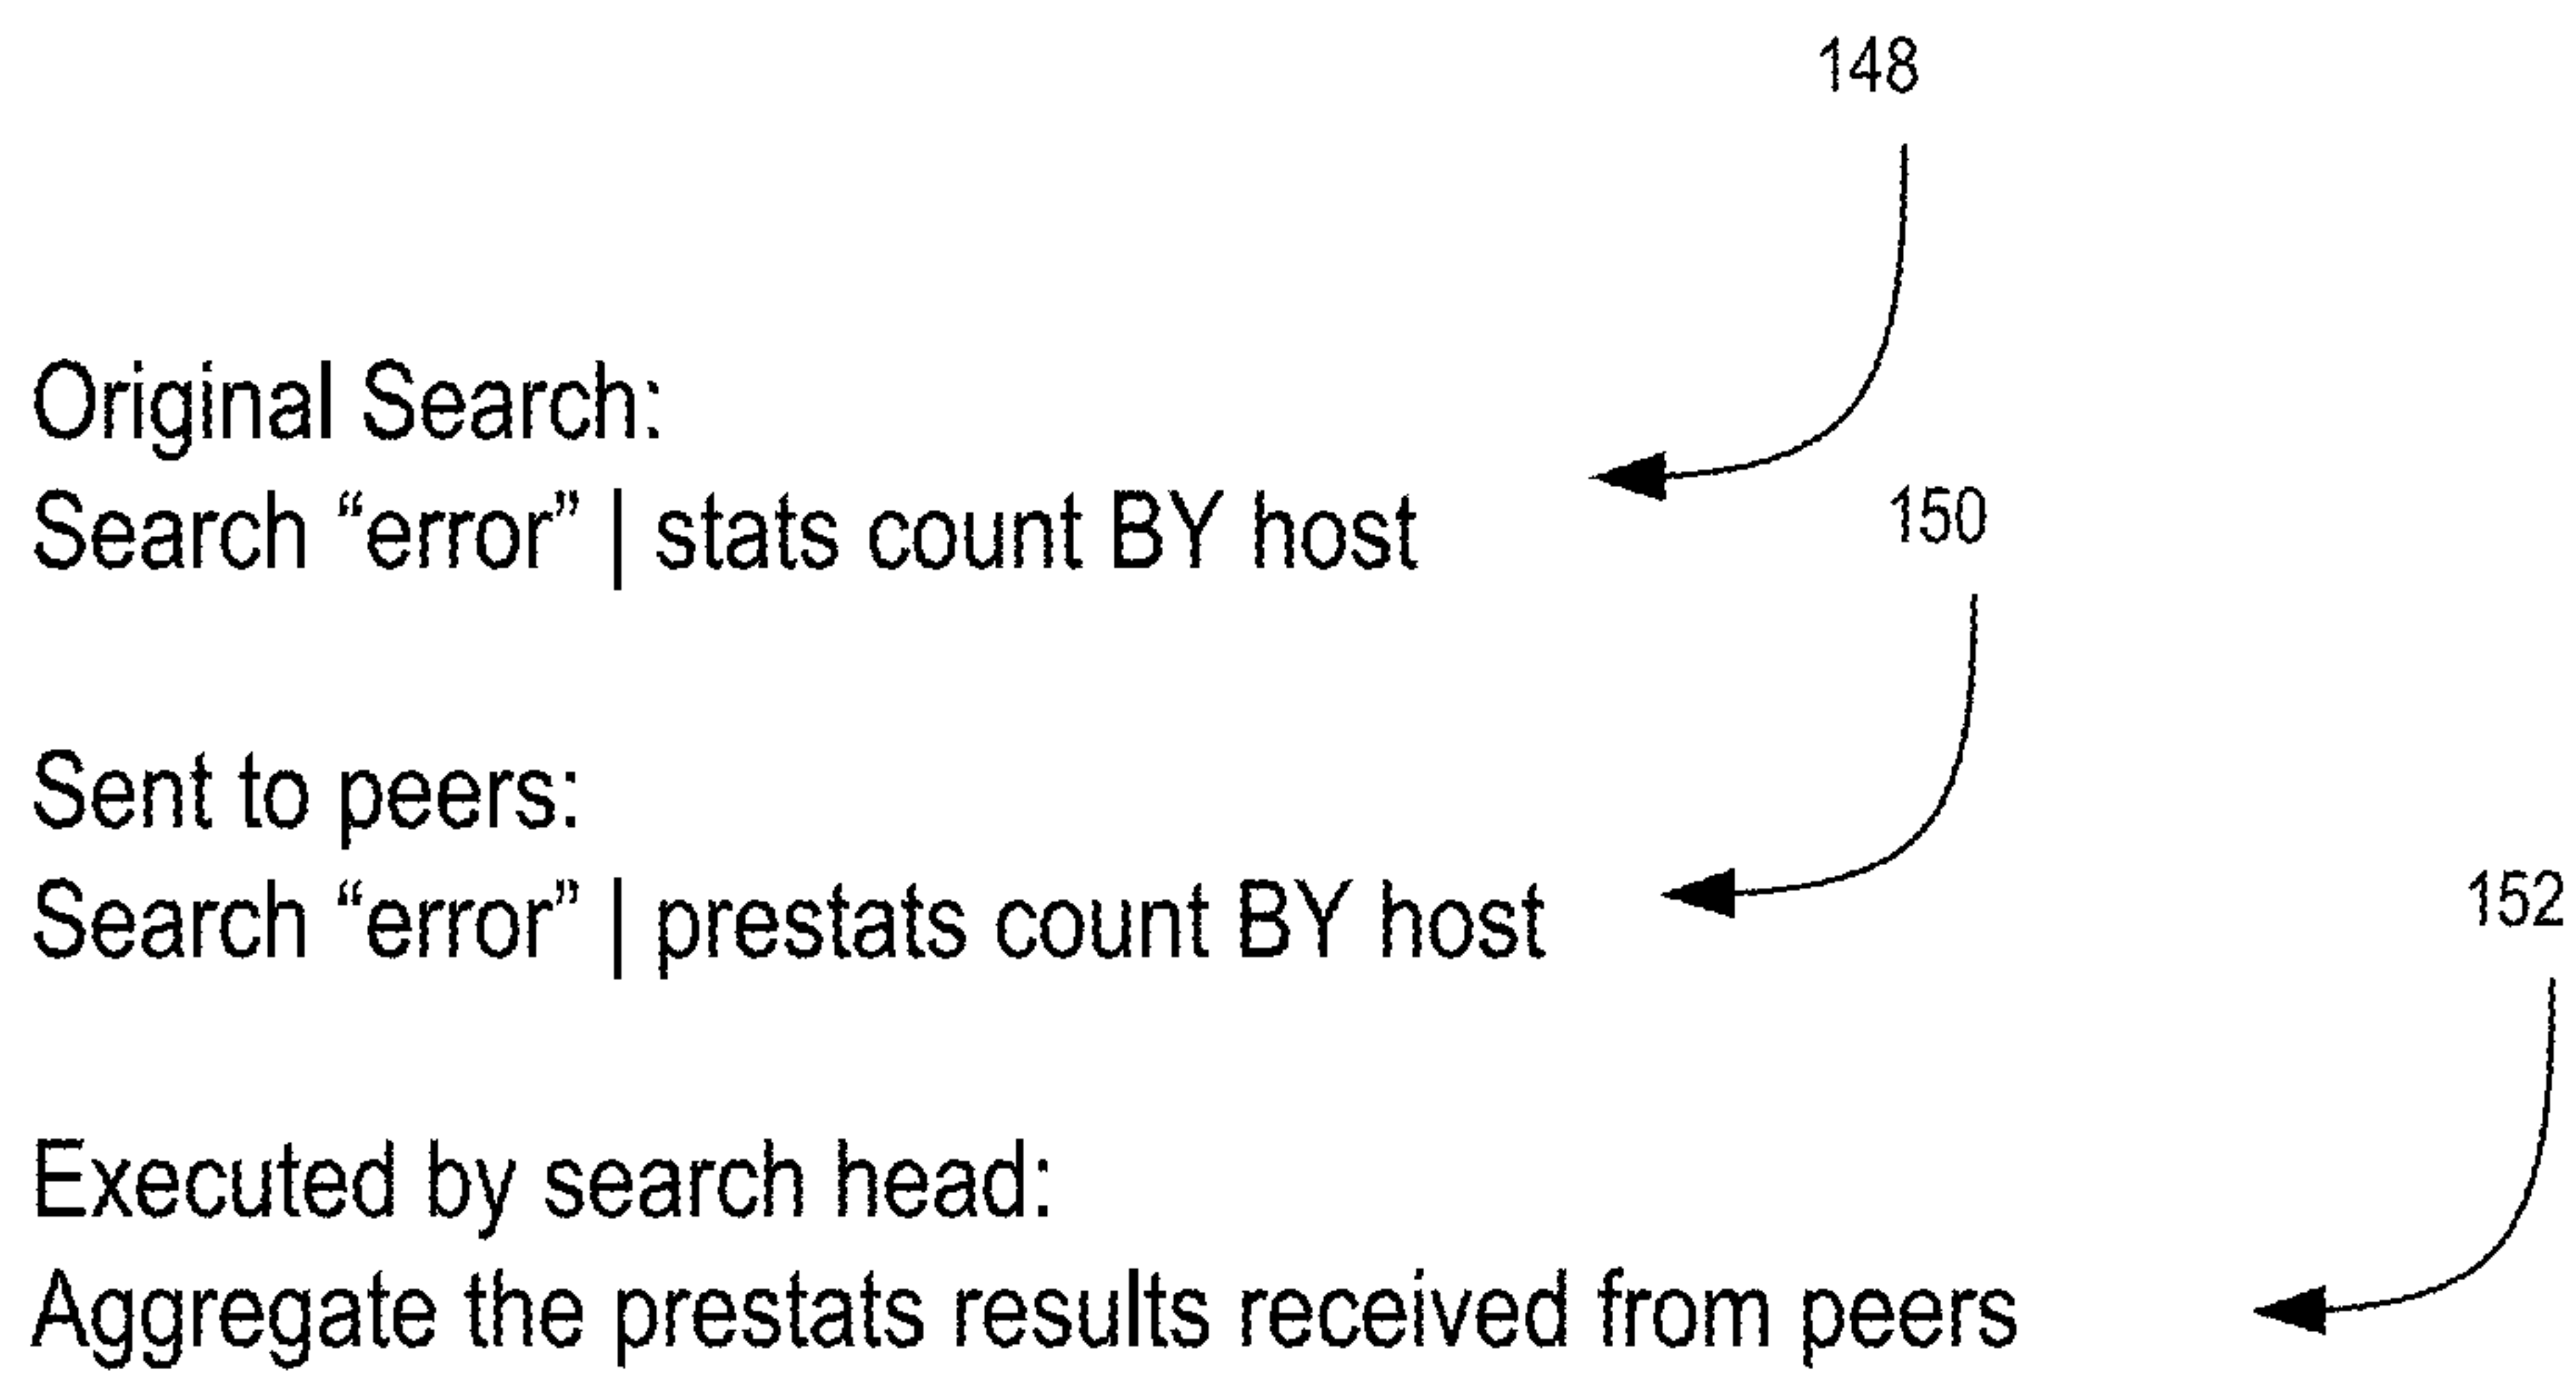 148
Original Search:
Search “error” | stats count BY host
150
Sent to peers:
Search “error” | prestats count BY host
152
Executed by search head:
Aggregate the prestats results received from peers